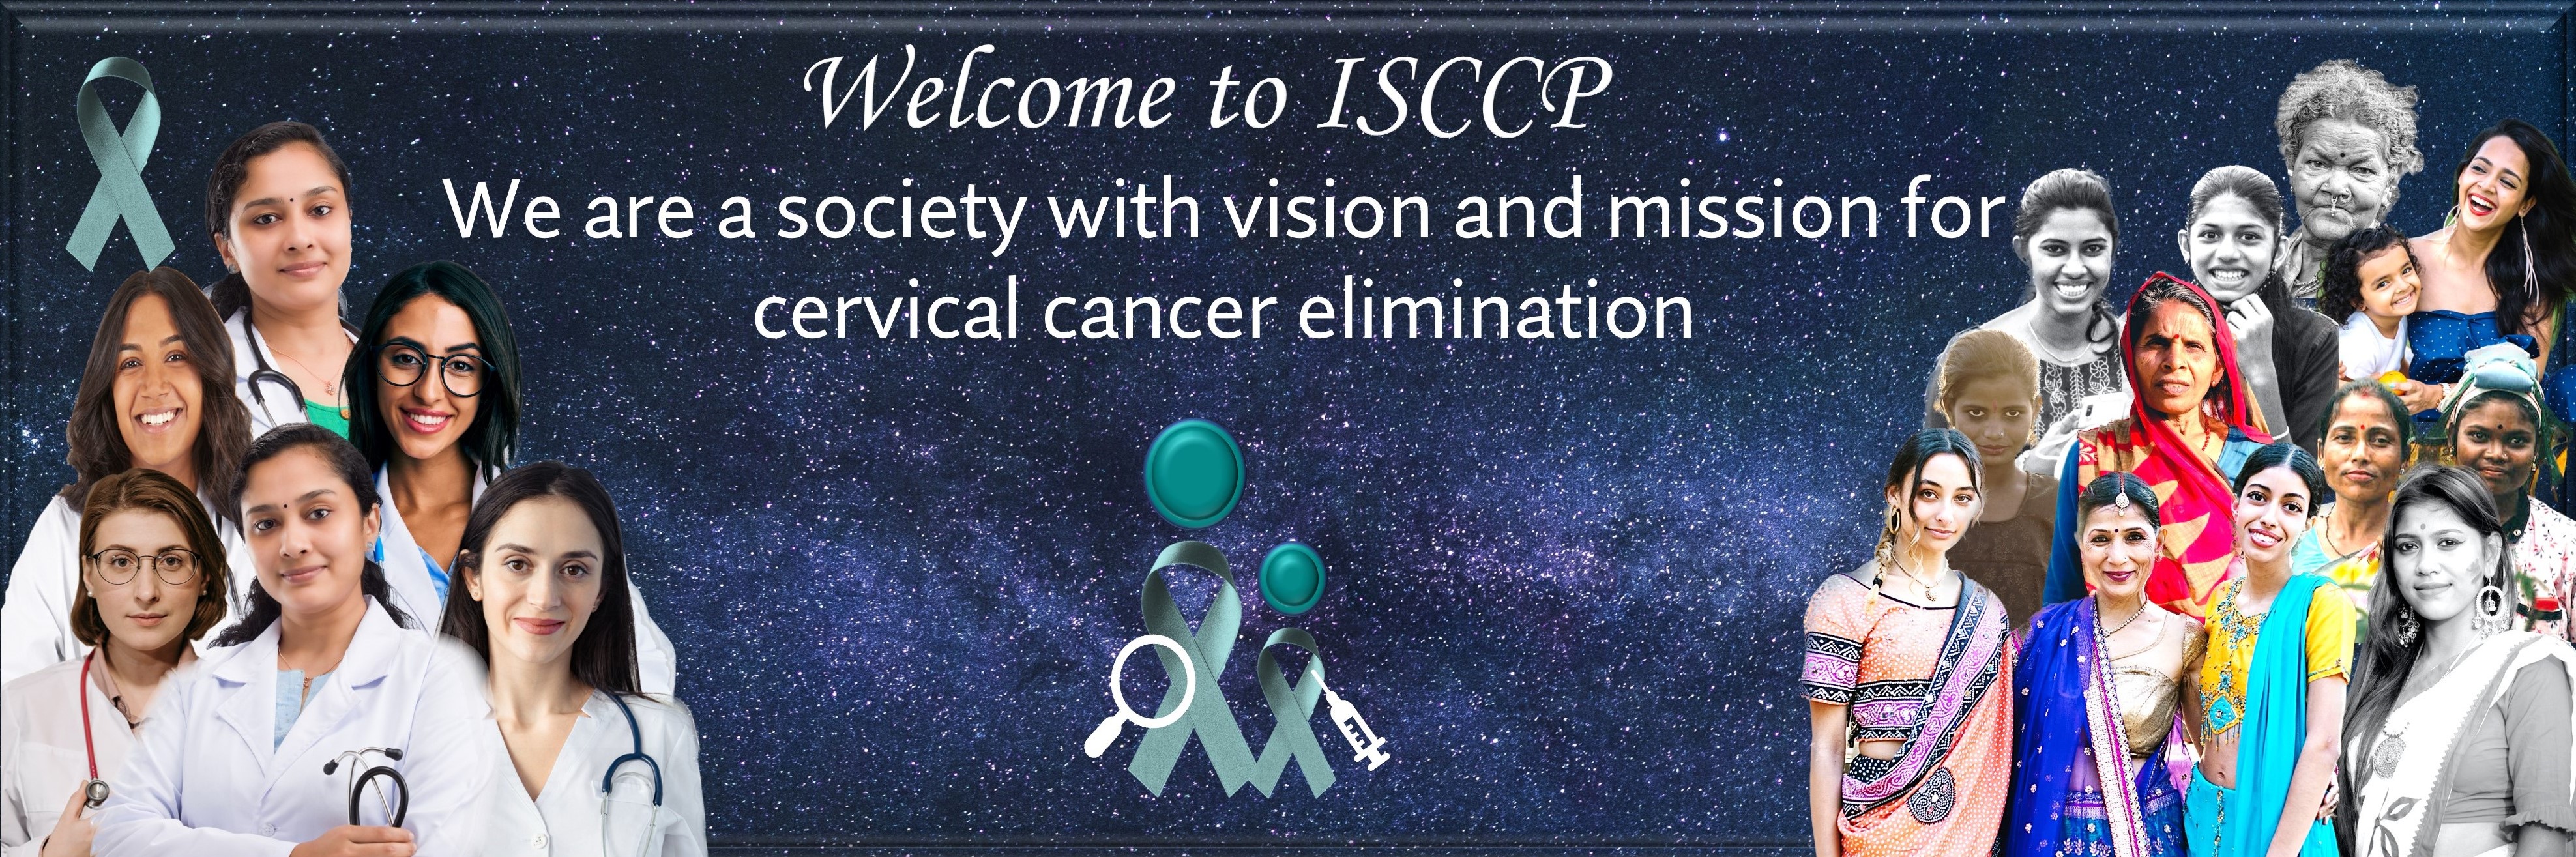 Welcome to ISCCP
We are a society with vision and mission for
cervical cancer elimination